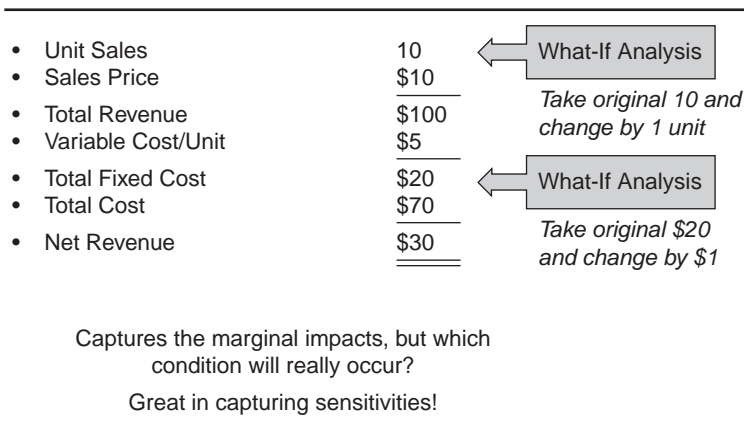 • Unit Sales 10
What-If Analysis
• Sales Price $10
Take original 10 and
change by 1 unit
• Total Revenue $100
• Variable Cost/Unit $5
• Total Fixed Cost $20
What-If Analysis
• Total Cost $70
Take original $20
and change by $1
• Net Revenue $30
Captures the marginal impacts, but which
condition will really occur?
Great in capturing sensitivities!